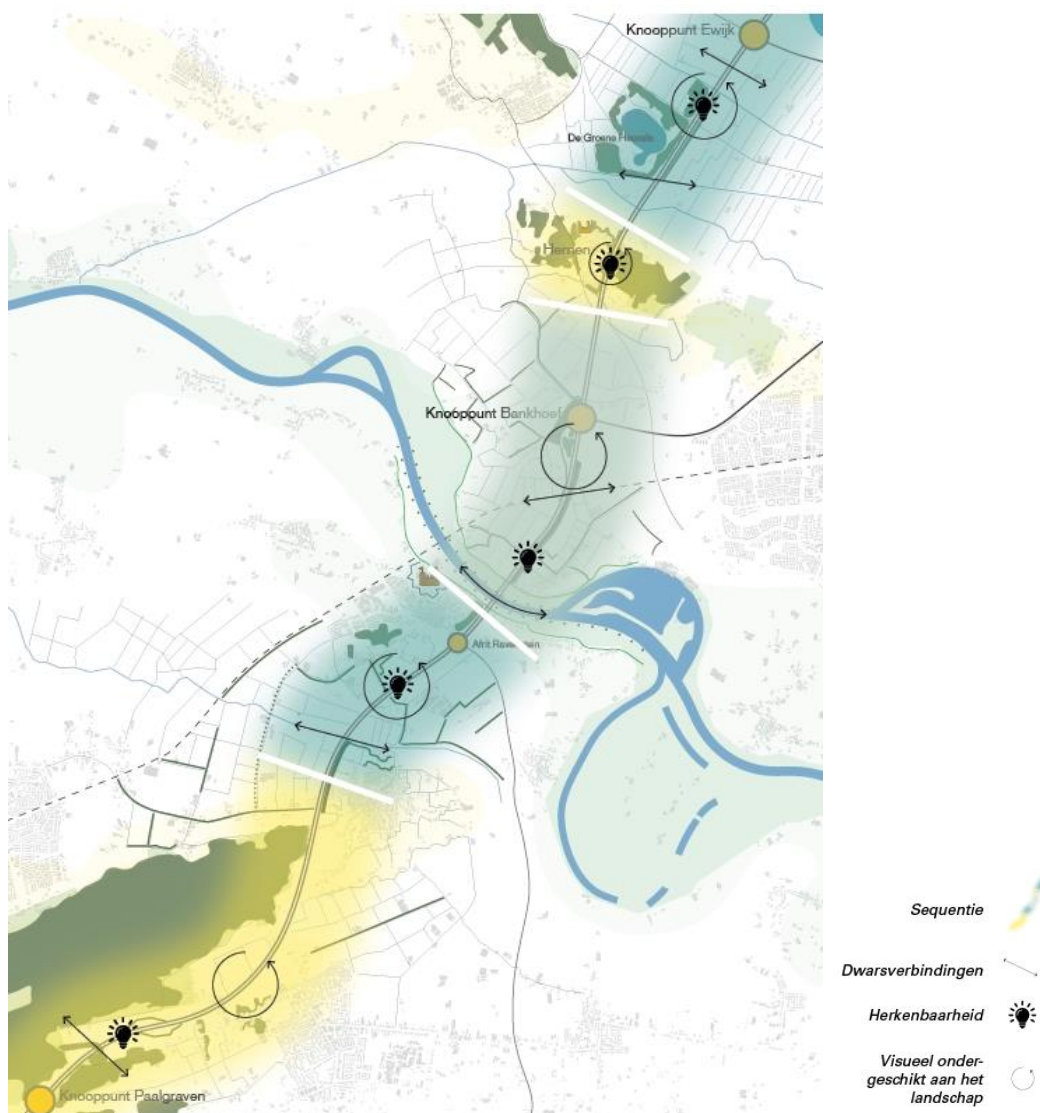 Knooppunt Ewijk
De Groene Heuvels
Hernen
Knooppunt Bankhoef
Afrit Ravenstein
Knooppunt Paalgraven
Sequentie
Dwarsverbindingen
Herkenbaarheid
Visueel onder-
geschikt aan het
landschap